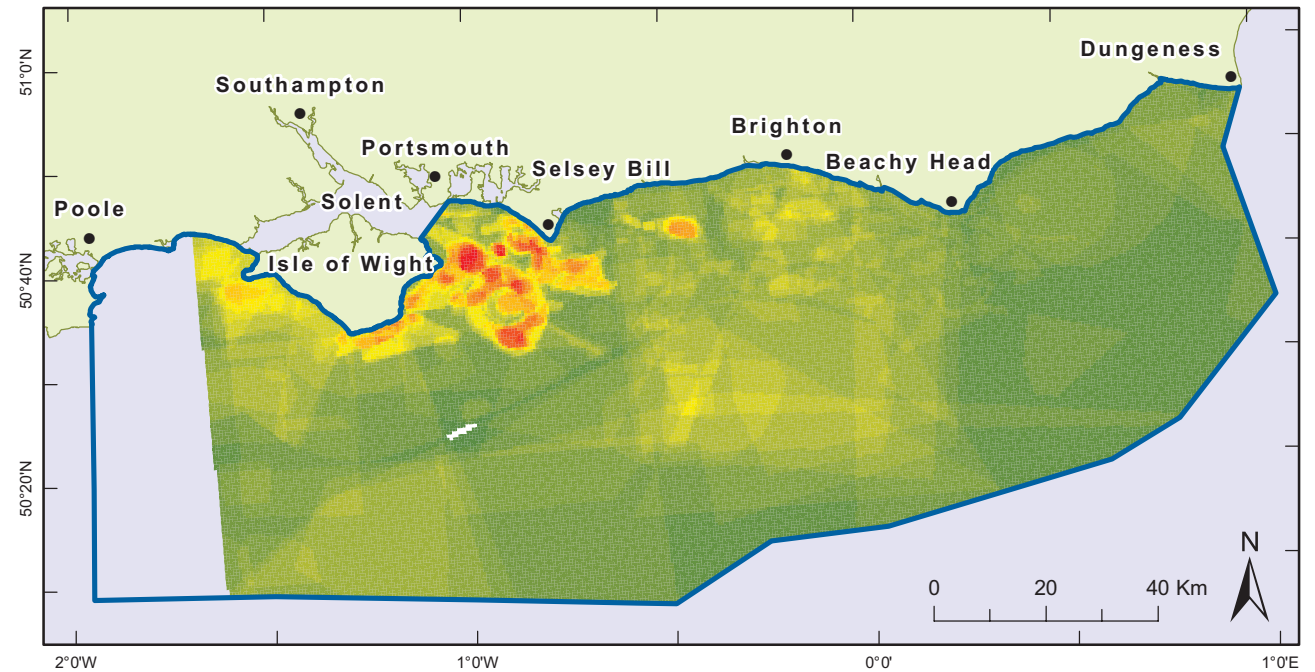 Dungeness
51°0'N
Southampton
Brighton
Portsmouth
Selsey Bill
Beachy Head
Solent
Poole
Isle of Wight
50°40'N
50°20'N
N
0 20 40 Km
2°0'W 1°0'W 0°0' 1°0'E